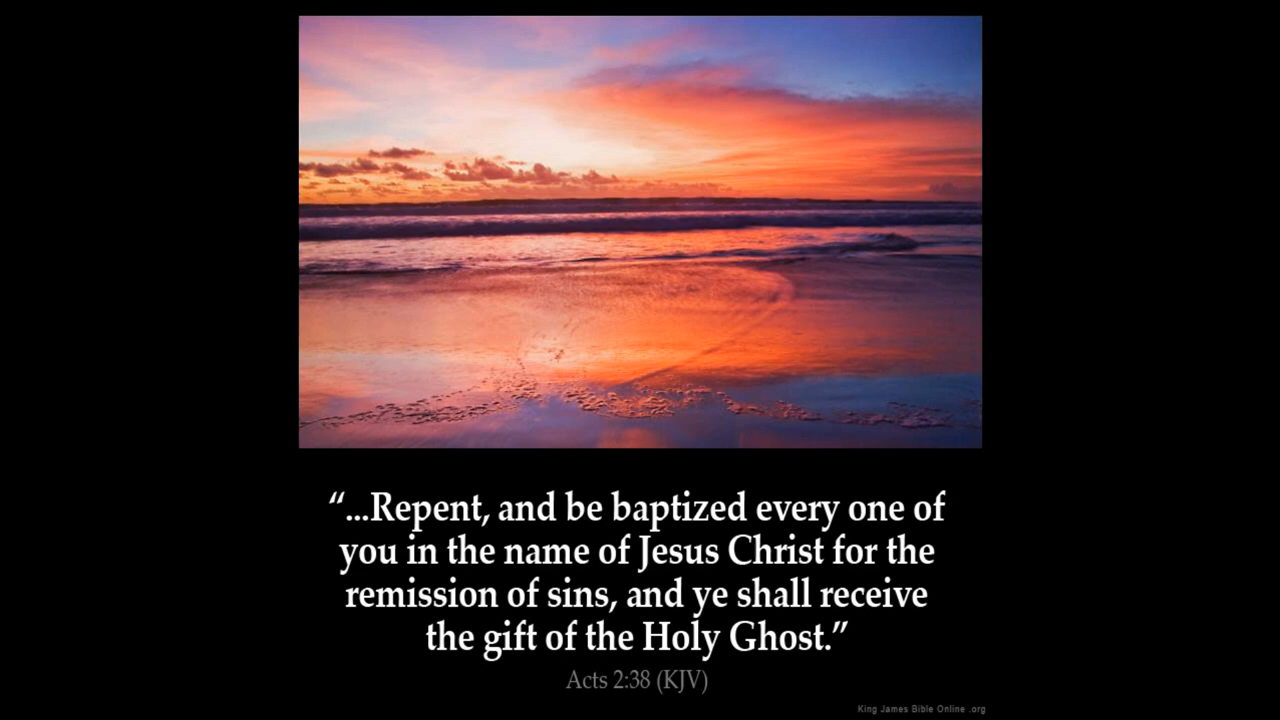 “...Repent, and be baptized every one of
you in the name of Jesus Christ for the
remission of sins, and ye shall receive
the gift of the Holy Ghost.”
Acts 2:38 (KJV)
King James Bible Online .org